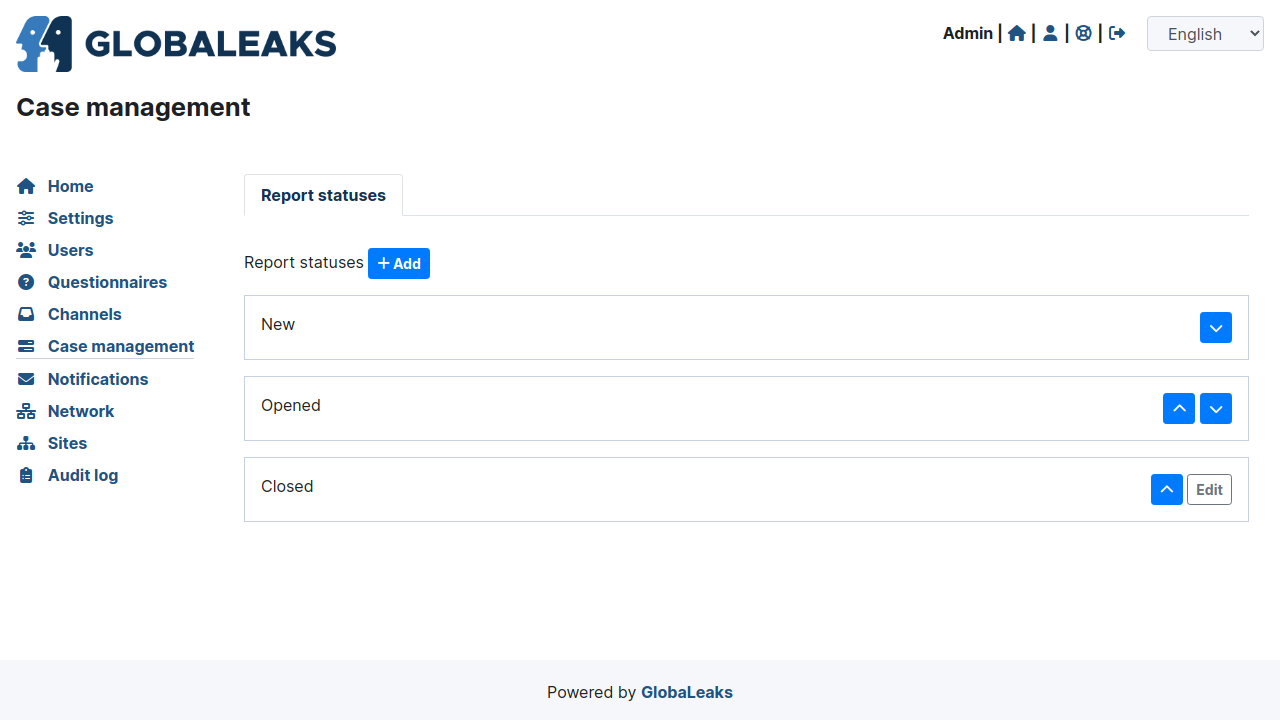 GLOBALEAKS
Admin | | | |
English
Case management
Home
Settings
Users
Questionnaires
Channels
Case management
Notifications
Network
Sites
Audit log
Report statuses
Report statuses Add
New
Opened
Closed
Edit
Powered by GlobaLeaks